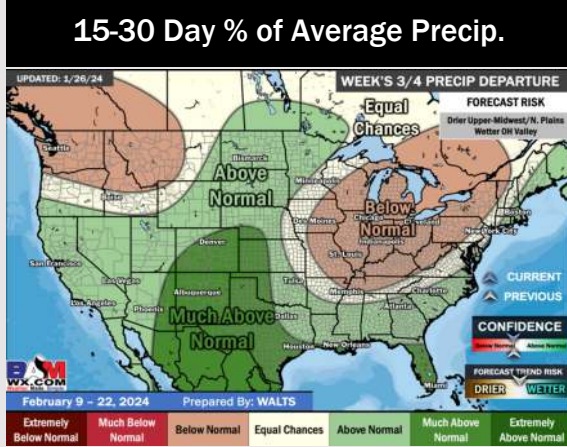 15-30 Day % of Average Precip.
UPDATED: 1/26/24
WEEK'S 3/4 PRECIP DEPARTURE
FORECAST RISK
Drier Upper-Midwest/N. Plains
Wetter OH Valley
Equal
Chances
Seattle
Bismarck
Minneapolis
Above
Normal
Boise
Below
Normal
Boston
New York City
Des Moines
Chicago
Cleveland
Indianapolis
Denver
St. Louis
San Francisco
Las Vegas
Los Angeles
Phoenix
Albuquerque
Tulsa
Memphis
Charlotte
Atlanta
Much Above
Normal
Dallas
Houston
New Orleans
Miami
CURRENT
PREVIOUS
CONFIDENCE
Below Normal
Above Normal
FORECAST TREND RISK
DRIER
WETTER
BAM
WX.COM
February 9 – 22, 2024
Prepared By: WALTS
Extremely
Below Normal
Much Below
Normal
Below Normal
Equal Chances
Above Normal
Much Above
Normal
Extremely
Above Normal